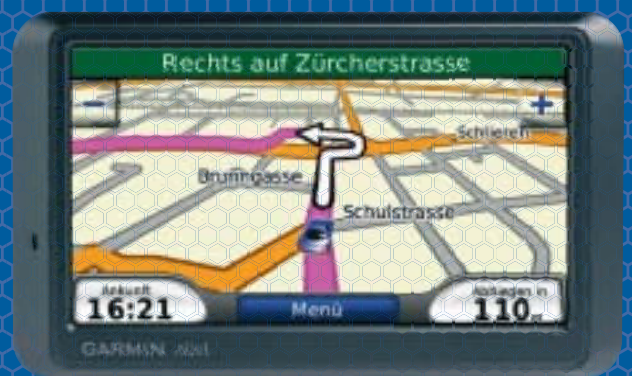 Rechts auf Zürcherstrasse
−
+
Schlieren
Brunngasse
Schulstrasse
Ankunft
Abbiegen in
16:21
Menü
110
GARMIN